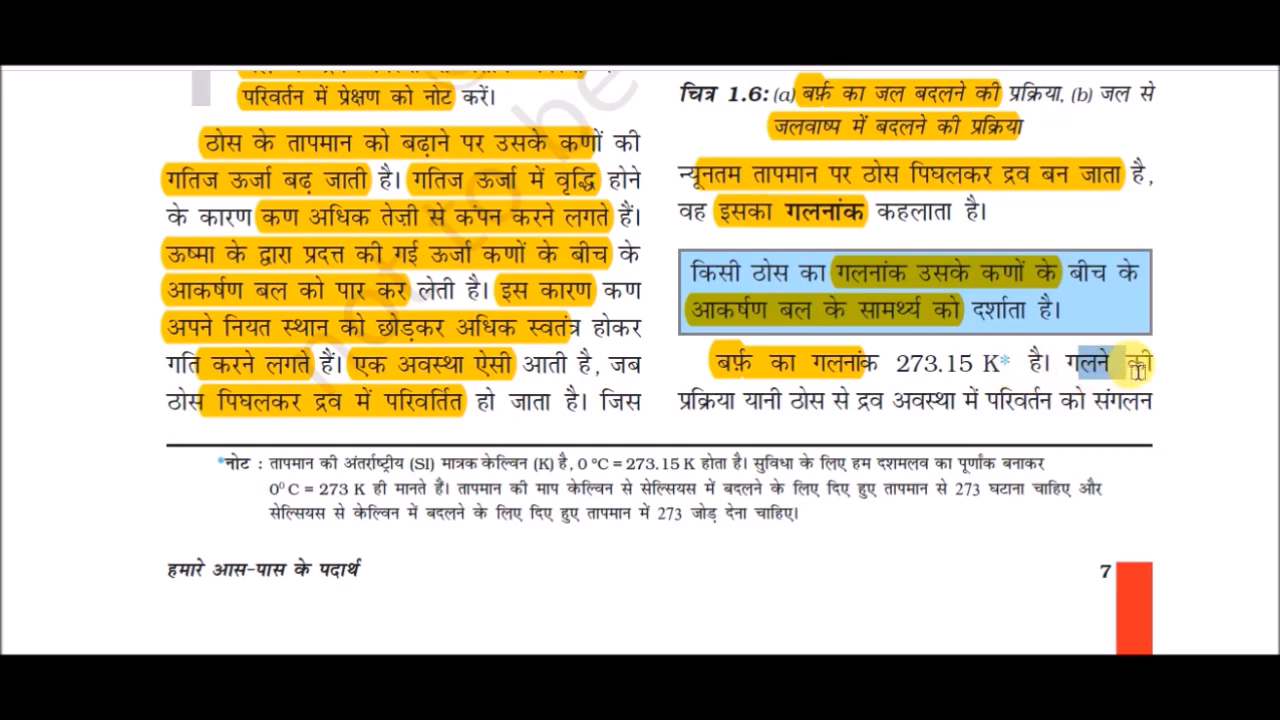 परिवर्तन में प्रेक्षण को नोट करें।
ठोस के तापमान को बढ़ाने पर उसके कणों की
गतिज ऊर्जा बढ़ जाती है। गतिज ऊर्जा में वृद्धि होने
के कारण कण अधिक तेज़ी से कंपन करने लगते हैं।
ऊष्मा के द्वारा प्रदत्त की गई ऊर्जा कणों के बीच के
आकर्षण बल को पार कर लेती है। इस कारण कण
अपने नियत स्थान को छोड़कर अधिक स्वतंत्र होकर
गति करने लगते हैं। एक अवस्था ऐसी आती है, जब
ठोस पिघलकर द्रव में परिवर्तित हो जाता है। जिस
चित्र 1.6: (a) बर्फ़ का जल बदलने की प्रक्रिया, (b) जल से
जलवाष्प में बदलने की प्रक्रिया
न्यूनतम तापमान पर ठोस पिघलकर द्रव बन जाता है,
वह इसका गलनांक कहलाता है।
किसी ठोस का गलनांक उसके कणों के बीच के
आकर्षण बल के सामर्थ्य को दर्शाता है।
बर्फ़ का गलनांक 273.15 K* है। गलने की
प्रक्रिया यानी ठोस से द्रव अवस्था में परिवर्तन को संगलन
*नोट : तापमान की अंतर्राष्ट्रीय (SI) मात्रक केल्विन (K) है, 0 °C = 273.15 K होता है। सुविधा के लिए हम दशमलव का पूर्णांक बनाकर
0⁰ C = 273 K ही मानते हैं। तापमान की माप केल्विन से सेल्सियस में बदलने के लिए दिए हुए तापमान से 273 घटाना चाहिए और
सेल्सियस से केल्विन में बदलने के लिए दिए हुए तापमान में 273 जोड़ देना चाहिए।
हमारे आस-पास के पदार्थ
7
not to be